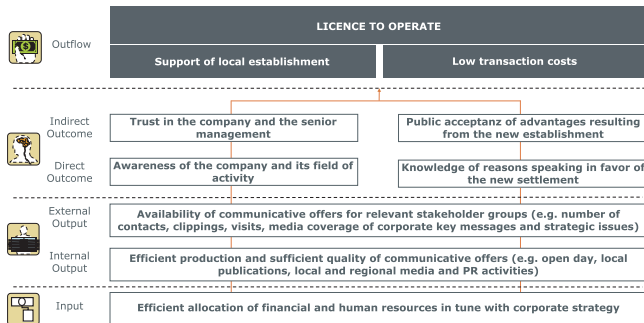 LICENCE TO OPERATE
Outflow
Support of local establishment
Low transaction costs
Indirect
Outcome
Trust in the company and the senior
management
Public acceptanz of advantages resulting
from the new establishment
Direct
Outcome
Awareness of the company and its field of
activity
Knowledge of reasons speaking in favor of
the new settlement
External
Output
Availability of communicative offers for relevant stakeholder groups (e.g. number of
contacts, clippings, visits, media coverage of corporate key messages and strategic issues)
Internal
Output
Efficient production and sufficient quality of communicative offers (e.g. open day, local
publications, local and regional media and PR activities)
Input
Efficient allocation of financial and human resources in tune with corporate strategy